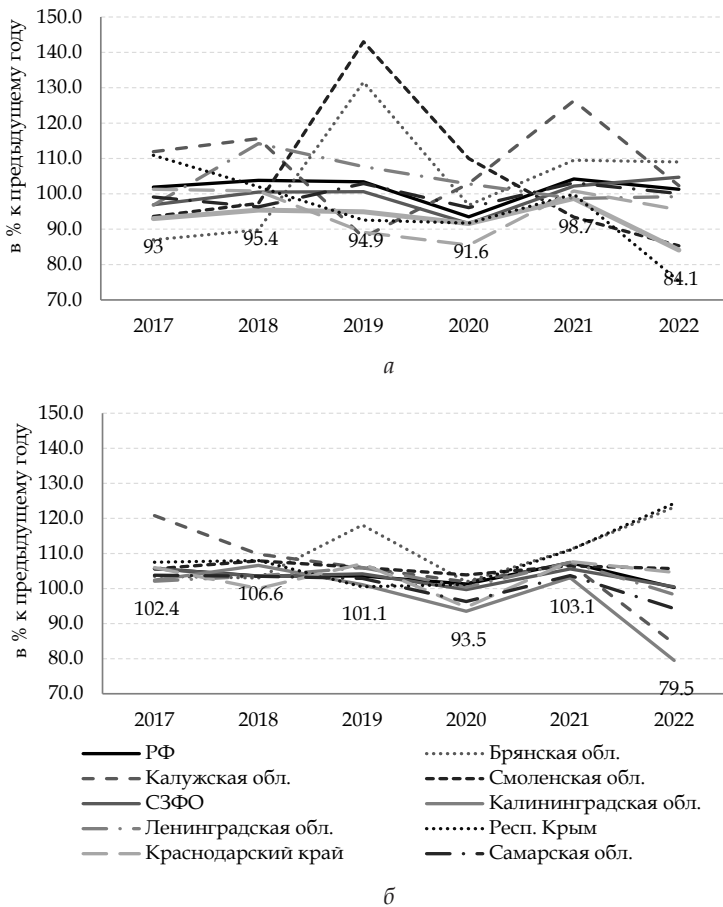 150.0
140.0
130.0
120.0
110.0
100.0
90.0
80.0
70.0
в % к предыдущему году
93
95.4
94.9
91.6
98.7
84.1
2017 2018 2019 2020 2021 2022
а
150.0
140.0
130.0
120.0
110.0
100.0
90.0
80.0
70.0
в % к предыдущему году
102.4
106.6
101.1
93.5
103.1
79.5
2017 2018 2019 2020 2021 2022
РФ Брянская обл.
Калужская обл. Смоленская обл.
СЗФО Калининградская обл.
Ленинградская обл. Респ. Крым
Краснодарский край Самарская обл.
б